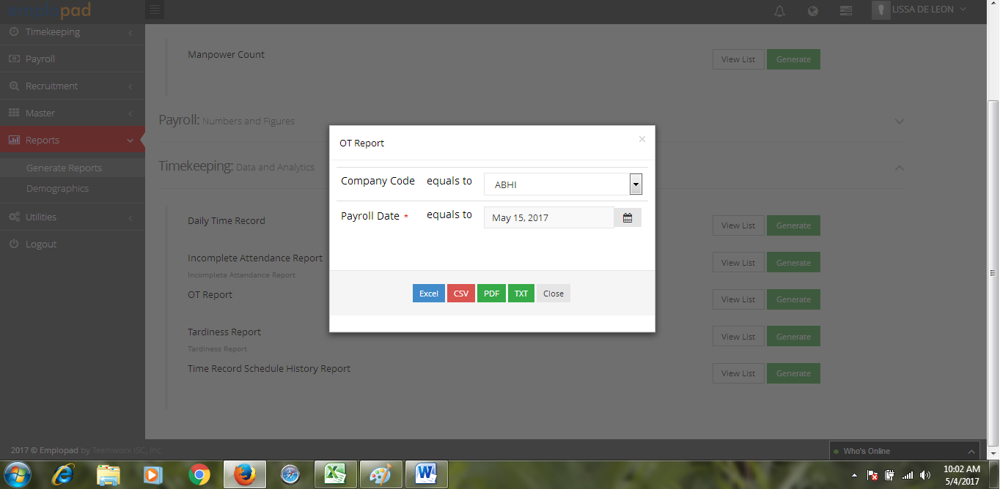 emplopad
LISSA DE LEON
Timekeeping
Payroll
Recruitment
Master
Reports
Generate Reports
Demographics
Utilities
Logout
Manpower Count
View List Generate
Payroll: Numbers and Figures
Timekeeping: Data and Analytics
Daily Time Record
View List Generate
Incomplete Attendance Report
Incomplete Attendance Report
View List Generate
OT Report
View List Generate
Tardiness Report
Tardiness Report
View List Generate
Time Record Schedule History Report
View List Generate
OT Report ×
Company Code equals to ABHI
Payroll Date * equals to May 15, 2017
Excel CSV PDF TXT Close
2017 © Emplopad by Teemworx ISC, Inc.
Who's Online
10:02 AM
5/4/2017